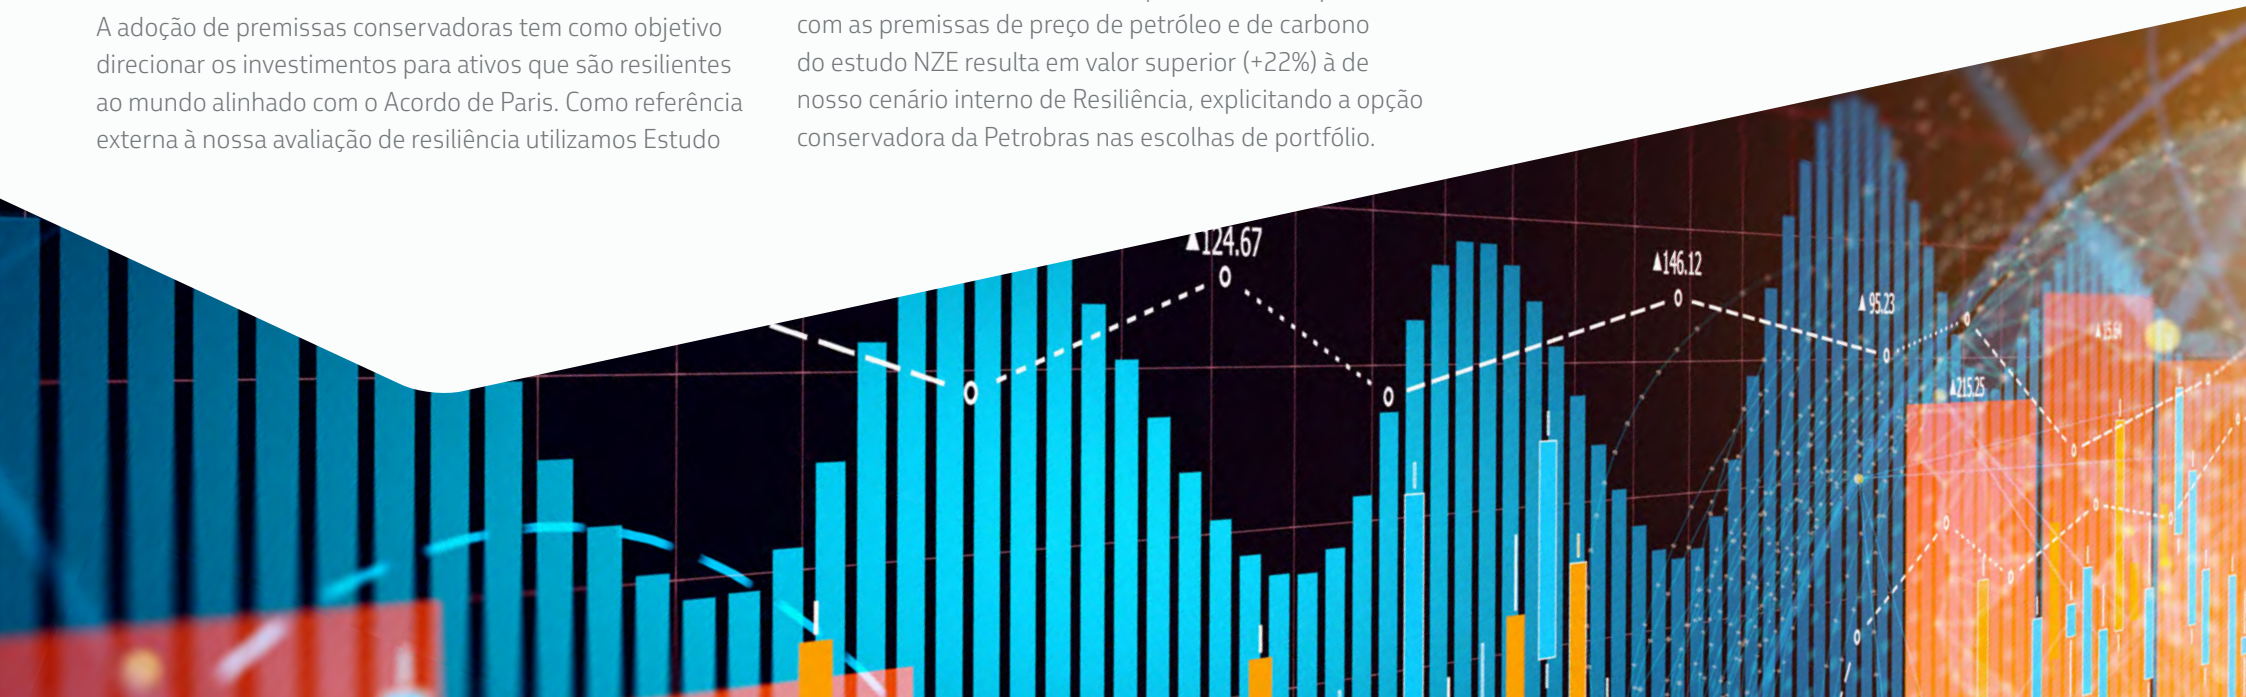 A adoção de premissas conservadoras tem como objetivo
direcionar os investimentos para ativos que são resilientes
ao mundo alinhado com o Acordo de Paris. Como referência
externa à nossa avaliação de resiliência utilizamos Estudo
com as premissas de preço de petróleo e de carbono
do estudo NZE resulta em valor superior (+22%) à de
nosso cenário interno de Resiliência, explicitando a opção
conservadora da Petrobras nas escolhas de portfólio.
▲124.67
▲146.12
▲95.23
▲15.64
▲215.25